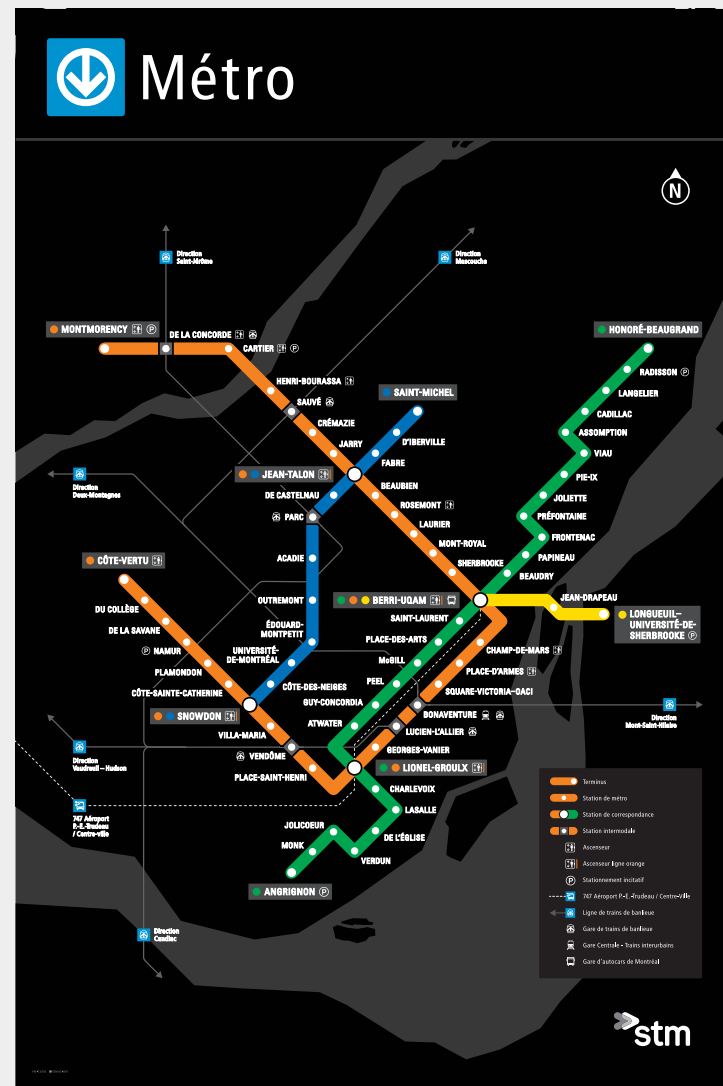 Métro
N
Direction
Saint-Jérôme
Direction
Mascouche
MONTMORENCY P
DE LA CONCORDE
CARTIER P
HONORÉ-BEAUGRAND
RADISSON P
HENRI-BOURASSA
SAINT-MICHEL
LANGELIER
SAUVÉ
CADILLAC
CRÉMAZIE
D'IBERVILLE
ASSOMPTION
JARRY
VIAU
FABRE
JEAN-TALON
PIE-IX
BEAUBIEN
DE CASTELNAU
JOLIETTE
Direction
Deux-Montagnes
ROSEMONT
PARC
PRÉFONTAINE
LAURIER
FRONTENAC
MONT-ROYAL
ACADIE
PAPINEAU
CÔTE-VERTU
SHERBROOKE
BEAUDRY
DU COLLÈGE
OUTREMONT
BERRI-UQAM
JEAN-DRAPEAU
DE LA SAVANE
SAINT-LAURENT
LONGUEUIL–
UNIVERSITÉ-DE-
SHERBROOKE P
ÉDOUARD-
MONTPETIT
PLACE-DES-ARTS
P NAMUR
UNIVERSITÉ-
DE-MONTRÉAL
CHAMP-DE-MARS
McGILL
PLAMONDON
PLACE-D'ARMES
PEEL
CÔTE-SAINTE-CATHERINE
CÔTE-DES-NEIGES
SQUARE-VICTORIA–OACI
GUY-CONCORDIA
SNOWDON
BONAVENTURE
Direction
Mont-Saint-Hilaire
ATWATER
VILLA-MARIA
LUCIEN-L'ALLIER
VENDÔME
GEORGES-VANIER
Direction
Vaudreuil – Hudson
LIONEL-GROULX
PLACE-SAINT-HENRI
CHARLEVOIX
747 Aéroport
P.-E.-Trudeau
/ Centre-ville
LASALLE
JOLICOEUR
DE L'ÉGLISE
MONK
VERDUN
ANGRIGNON P
Direction
Candiac
Terminus
Station de métro
Station de correspondance
Station intermodale
Ascenseur
Ascenseur ligne orange
P Stationnement incitatif
747 Aéroport P.-E.-Trudeau / Centre-Ville
Ligne de trains de banlieue
Gare de trains de banlieue
Gare Centrale - Trains interurbains
Gare d'autocars de Montréal
stm